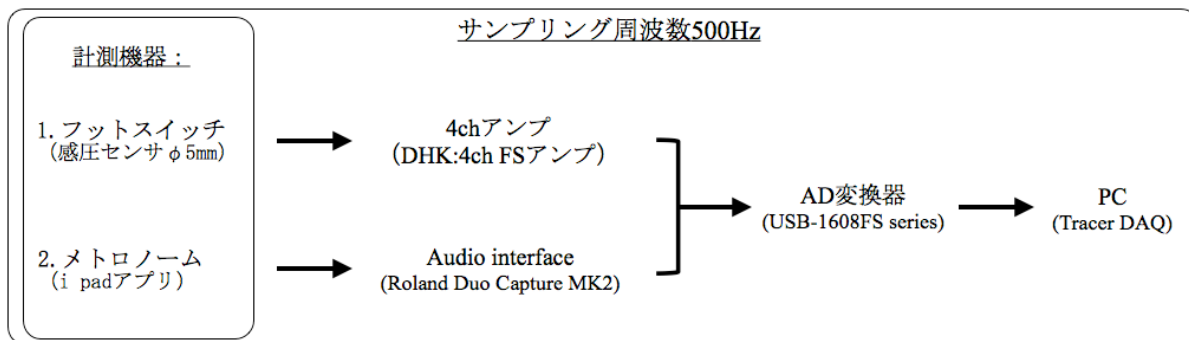 サンプリング周波数500Hz
計測機器：
1. フットスイッチ
(感圧センサφ5mm)
4chアンプ
(DHK:4ch FSアンプ)
AD変換器
(USB-1608FS series)
PC
(Tracer DAQ)
2. メトロノーム
(i padアプリ)
Audio interface
(Roland Duo Capture MK2)